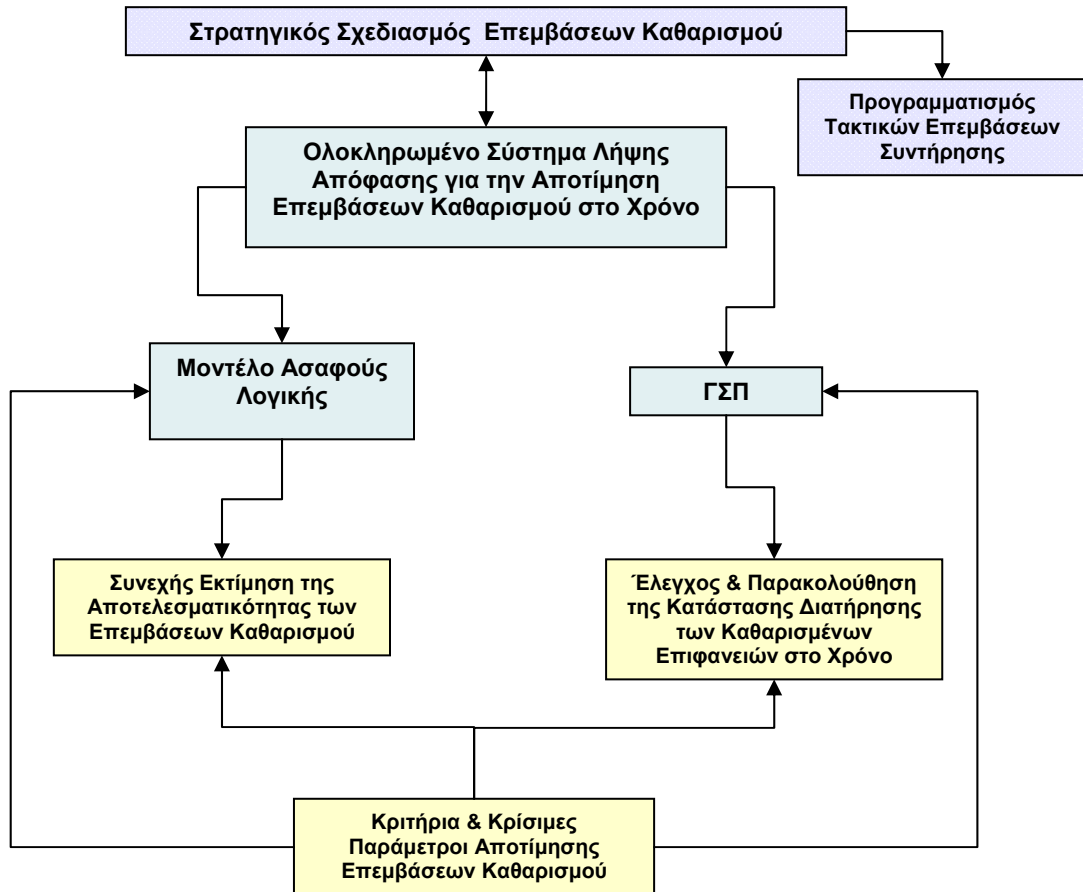 Στρατηγικός Σχεδιασμός Επεμβάσεων Καθαρισμού
Προγραμματισμός
Τακτικών Επεμβάσεων
Συντήρησης
Ολοκληρωμένο Σύστημα Λήψης
Απόφασης για την Αποτίμηση
Επεμβάσεων Καθαρισμού στο Χρόνο
Μοντέλο Ασαφούς
Λογικής
ΓΣΠ
Συνεχής Εκτίμηση της
Αποτελεσματικότητας των
Επεμβάσεων Καθαρισμού
Έλεγχος & Παρακολούθηση
της Κατάστασης Διατήρησης
των Καθαρισμένων
Επιφανειών στο Χρόνο
Κριτήρια & Κρίσιμες
Παράμετροι Αποτίμησης
Επεμβάσεων Καθαρισμού